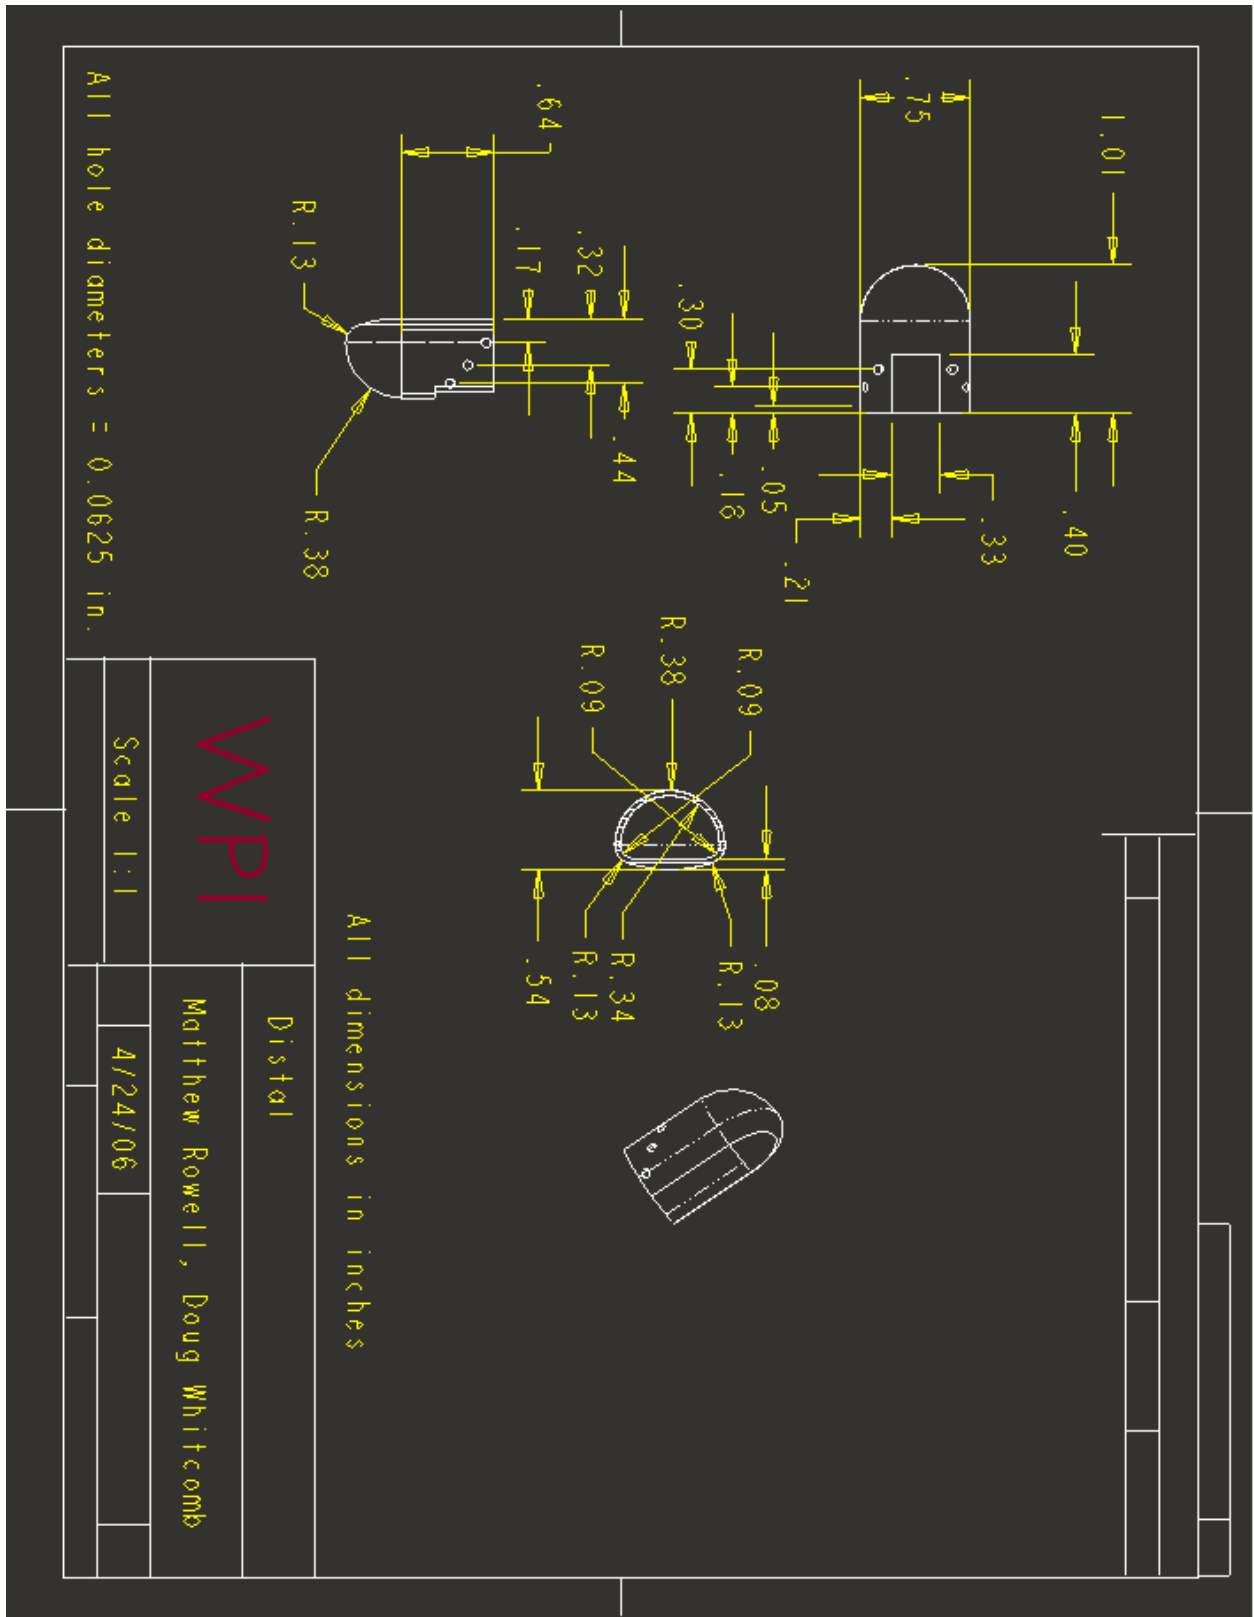 1.01
.75
.40
.33
.21
.05
.18
.30
.64
.32
.17
.44
R.13
R.38
R.09
R.38
R.09
.08
R.13
R.34
R.13
.54
All dimensions in inches
All hole diameters = 0.0625 in.
WPI
Scale 1:1
Distal
Matthew Rowell, Doug Whitcomb
4/24/06